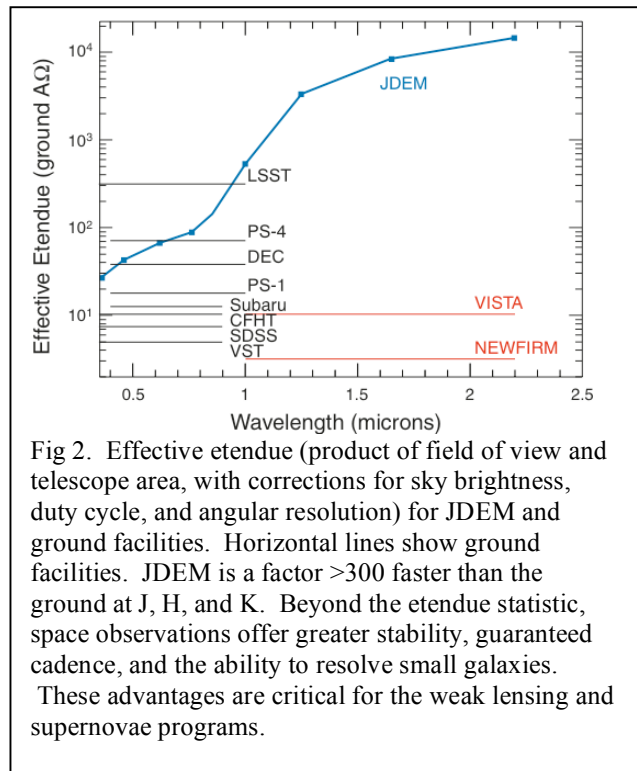 10⁴
10³
10²
10¹
Effective Etendue (ground AΩ)
JDEM
LSST
PS-4
DEC
PS-1
Subaru
CFHT
SDSS
VST
VISTA
NEWFIRM
0.5 1 1.5 2 2.5
Wavelength (microns)
Fig 2. Effective etendue (product of field of view and
telescope area, with corrections for sky brightness,
duty cycle, and angular resolution) for JDEM and
ground facilities. Horizontal lines show ground
facilities. JDEM is a factor >300 faster than the
ground at J, H, and K. Beyond the etendue statistic,
space observations offer greater stability, guaranteed
cadence, and the ability to resolve small galaxies.
These advantages are critical for the weak lensing and
supernovae programs.